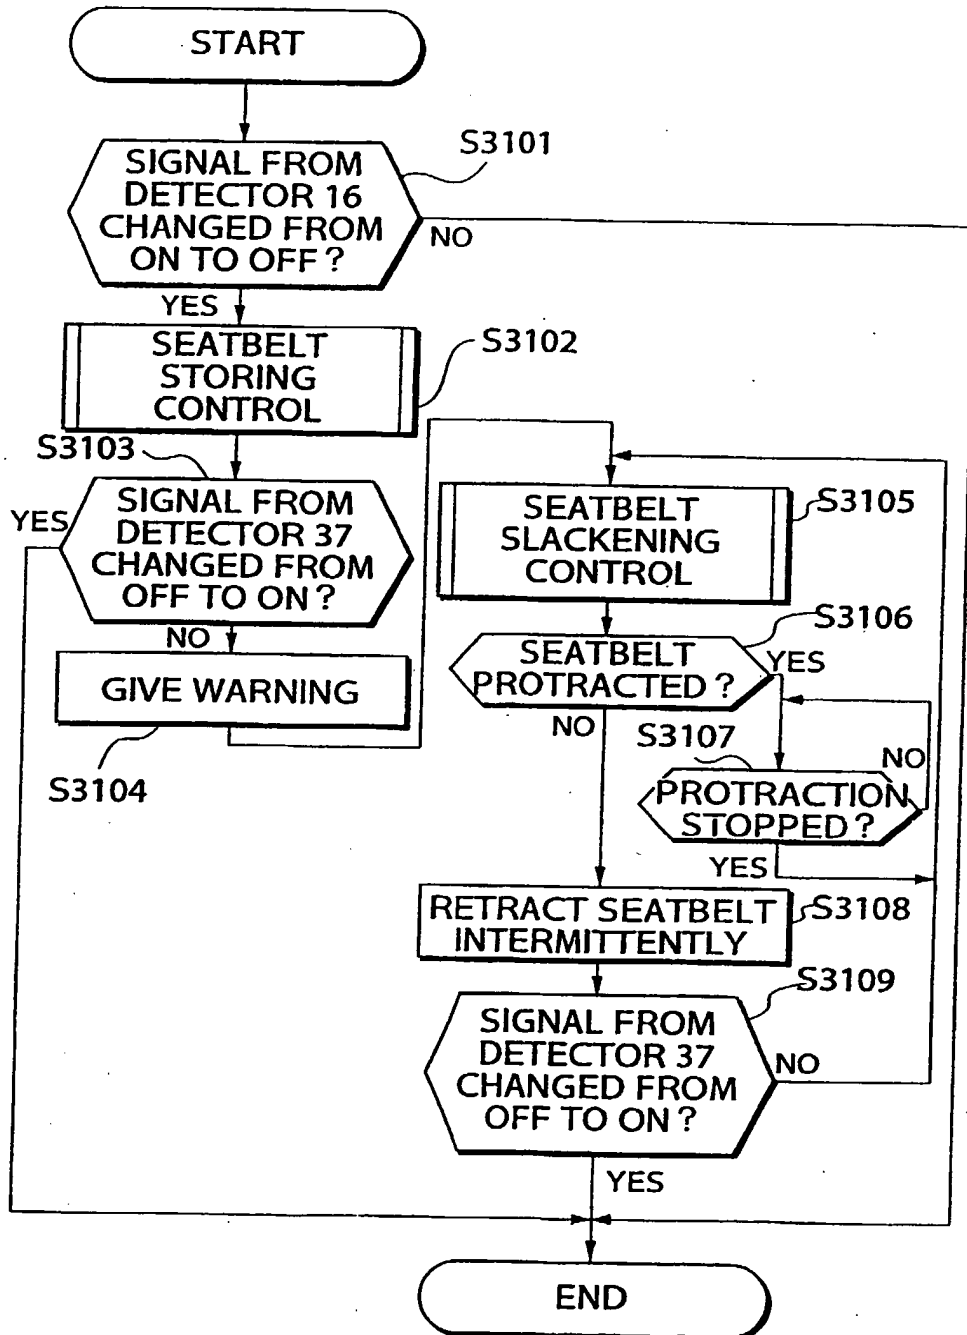 START
S3101
SIGNAL FROM
DETECTOR 16
CHANGED FROM
ON TO OFF?
NO
YES
SEATBELT
STORING
CONTROL
S3102
S3103
YES
SIGNAL FROM
DETECTOR 37
CHANGED FROM
OFF TO ON?
NO
GIVE WARNING
S3104
SEATBELT
SLACKENING
CONTROL
S3105
S3106
SEATBELT
PROTRACTED?
YES
NO
S3107
NO
PROTRACTION
STOPPED?
YES
RETRACT SEATBELT
INTERMITTENTLY
S3108
S3109
SIGNAL FROM
DETECTOR 37
CHANGED FROM
OFF TO ON?
NO
YES
END